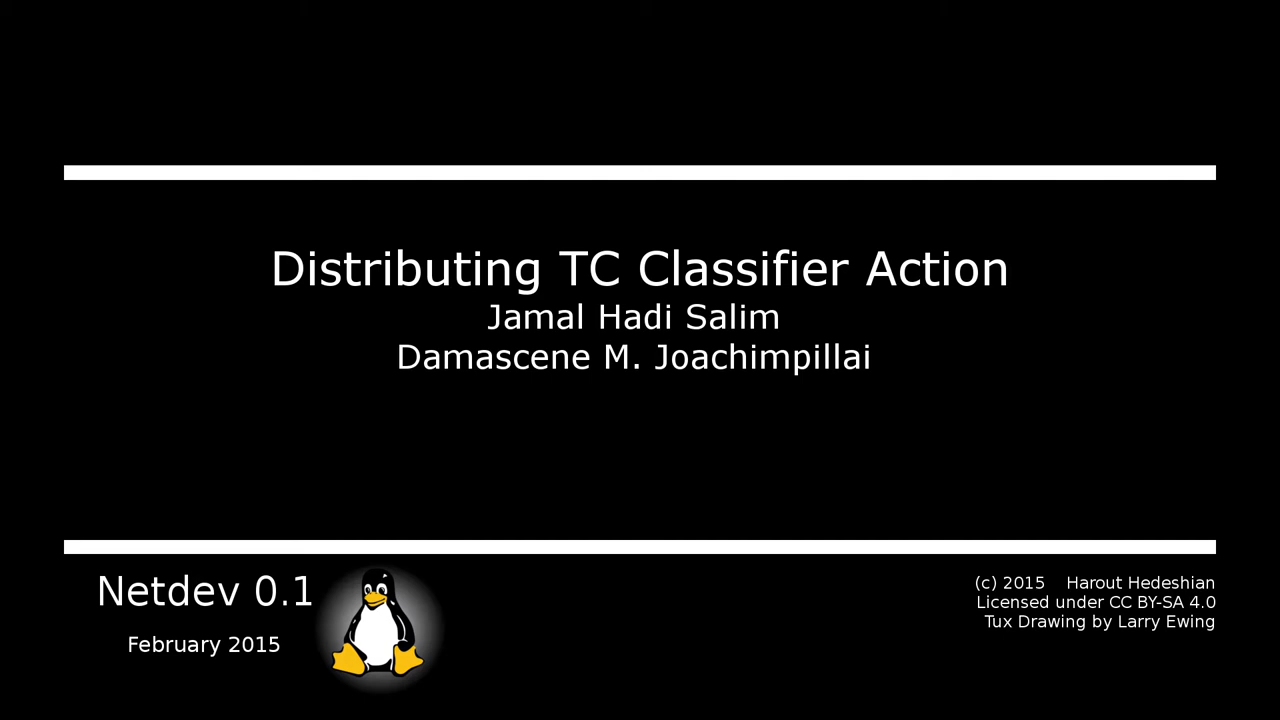 Distributing TC Classifier Action
Jamal Hadi Salim
Damascene M. Joachimpillai
Netdev 0.1
February 2015
(c) 2015 Harout Hedeshian
Licensed under CC BY-SA 4.0
Tux Drawing by Larry Ewing